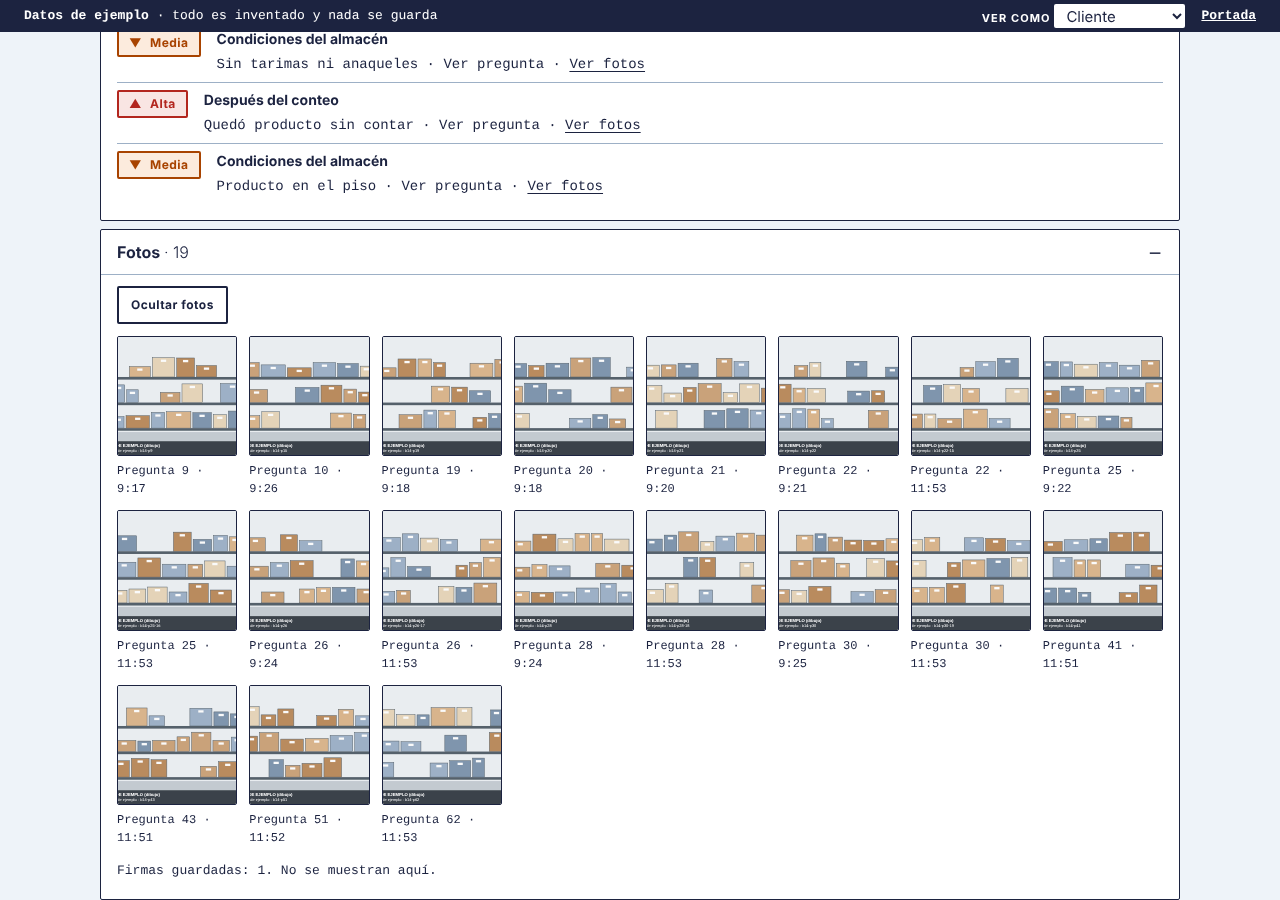 Datos de ejemplo · todo es inventado y nada se guarda
VER COMO Cliente Portada
▼ Media Condiciones del almacén
Sin tarimas ni anaqueles · Ver pregunta · Ver fotos
▲ Alta Después del conteo
Quedó producto sin contar · Ver pregunta · Ver fotos
▼ Media Condiciones del almacén
Producto en el piso · Ver pregunta · Ver fotos
Fotos · 19 –
Ocultar fotos
Pregunta 9 · 9:17
Pregunta 10 · 9:26
Pregunta 19 · 9:18
Pregunta 20 · 9:18
Pregunta 21 · 9:20
Pregunta 22 · 9:21
Pregunta 22 · 11:53
Pregunta 25 · 9:22
Pregunta 25 · 11:53
Pregunta 26 · 9:24
Pregunta 26 · 11:53
Pregunta 28 · 9:24
Pregunta 28 · 11:53
Pregunta 30 · 9:25
Pregunta 30 · 11:53
Pregunta 41 · 11:51
Pregunta 43 · 11:51
Pregunta 51 · 11:52
Pregunta 62 · 11:53
Firmas guardadas: 1. No se muestran aquí.